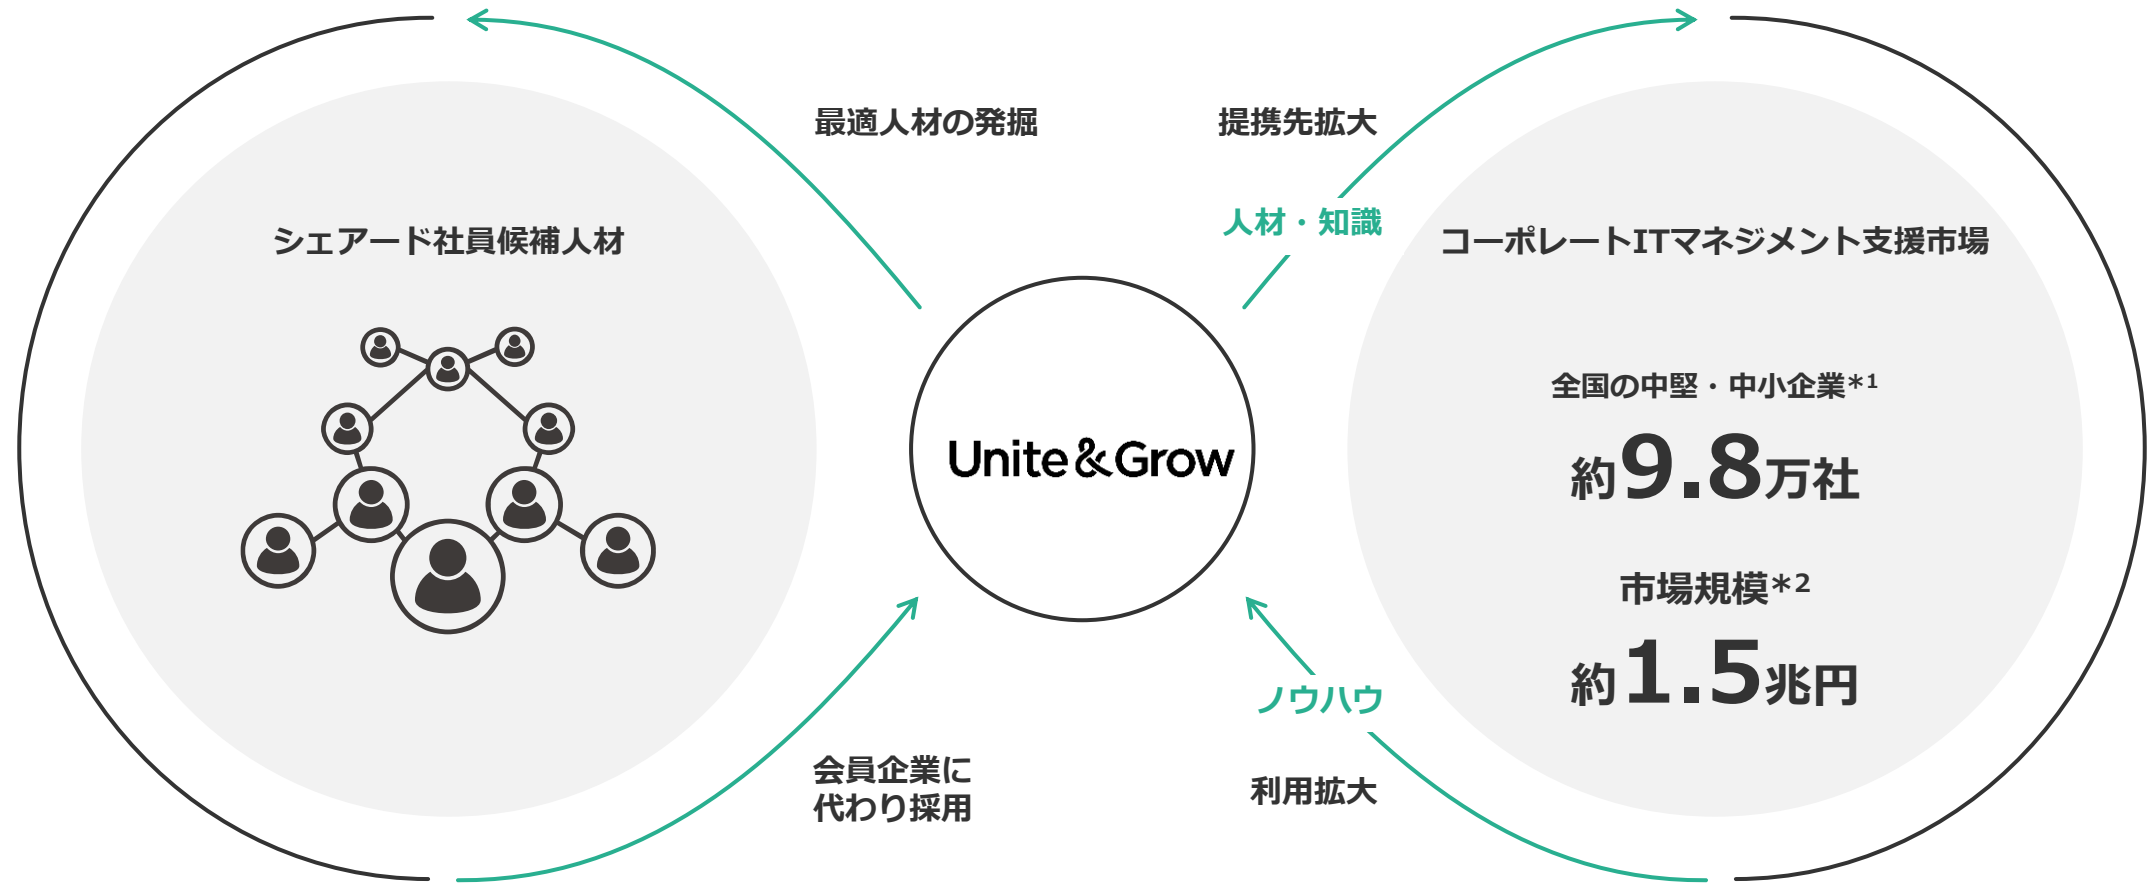 最適人材の発掘
提携先拡大
人材・知識
シェアード社員候補人材
コーポレートITマネジメント支援市場
全国の中堅・中小企業*1
約9.8万社
Unite&Grow
市場規模*2
約1.5兆円
ノウハウ
会員企業に
代わり採用
利用拡大